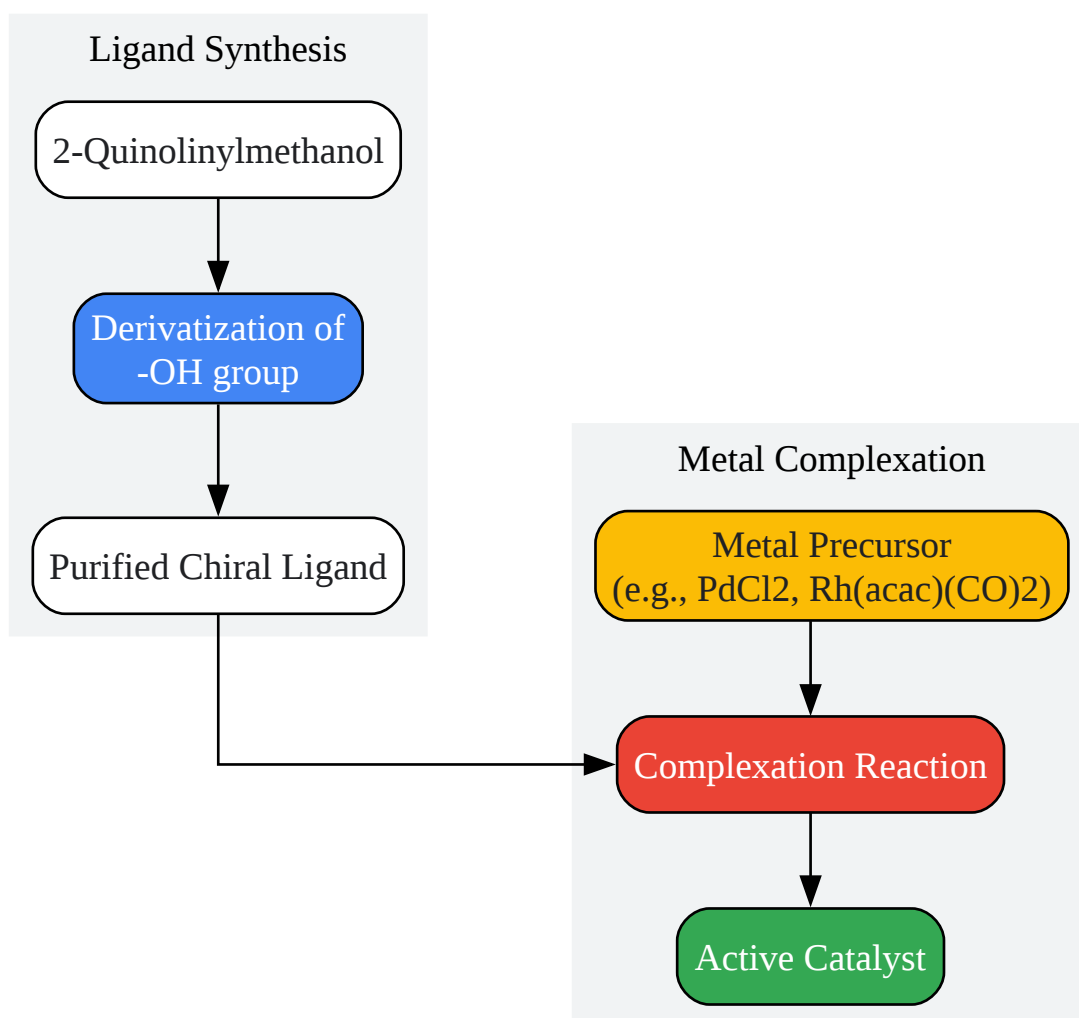 Ligand Synthesis
2-Quinolinylmethanol
Derivatization of
-OH group
Purified Chiral Ligand
Metal Complexation
Metal Precursor
(e.g., PdCl2, Rh(acac)(CO)2)
Complexation Reaction
Active Catalyst